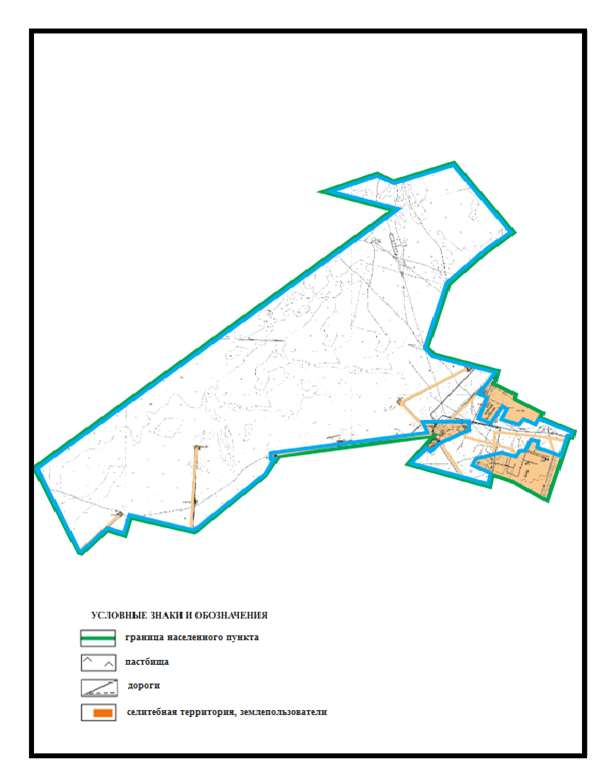 УСЛОВНЫЕ ЗНАКИ И ОБОЗНАЧЕНИЯ
граница населенного пункта
пастбища
дороги
селитебная территория, землепользователи